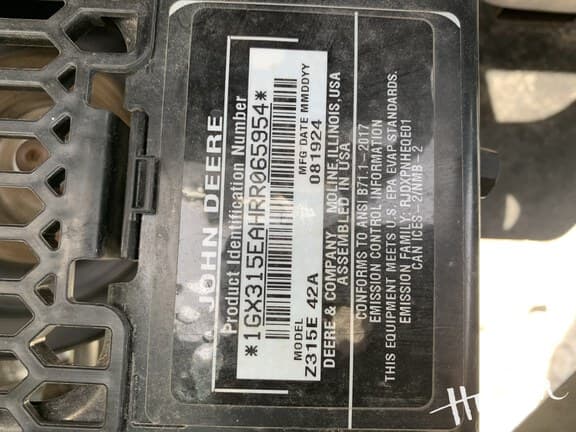 JOHN DEERE
Product Identification Number
*1GX315EAHRR065954*
MODEL MFG DATE MMDDYY
Z315E 42A 081924
DEERE & COMPANY MOLINE, ILLINOIS, USA
ASSEMBLED IN USA
CONFORMS TO ANSI B71.1-2017
EMISSION CONTROL INFORMATION
THIS EQUIPMENT MEETS U.S. EPA EVAP STANDARDS.
EMISSION FAMILY: RJDXPNHEQE01
CAN ICES-2/NMB-2